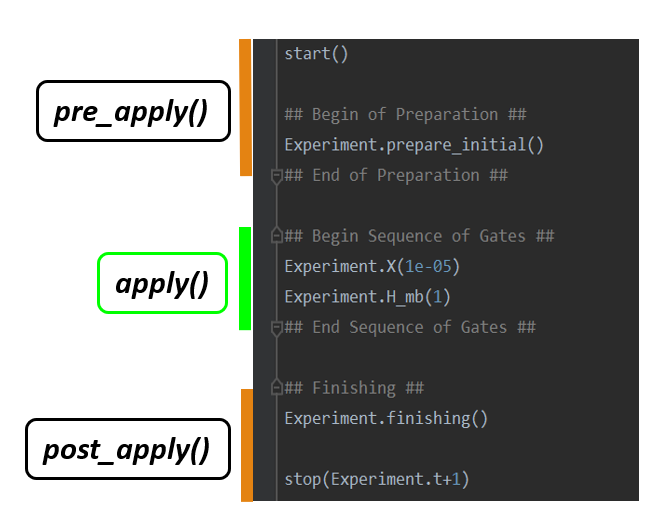 pre_apply()
start()
## Begin of Preparation ##
Experiment.prepare_initial()
## End of Preparation ##
apply()
## Begin Sequence of Gates ##
Experiment.X(1e-05)
Experiment.H_mb(1)
## End Sequence of Gates ##
post_apply()
## Finishing ##
Experiment.finishing()
stop(Experiment.t+1)